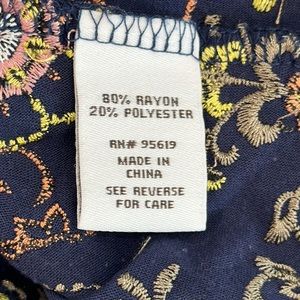 80% RAYON
20% POLYESTER
RN# 95619
MADE IN
CHINA
SEE REVERSE
FOR CARE